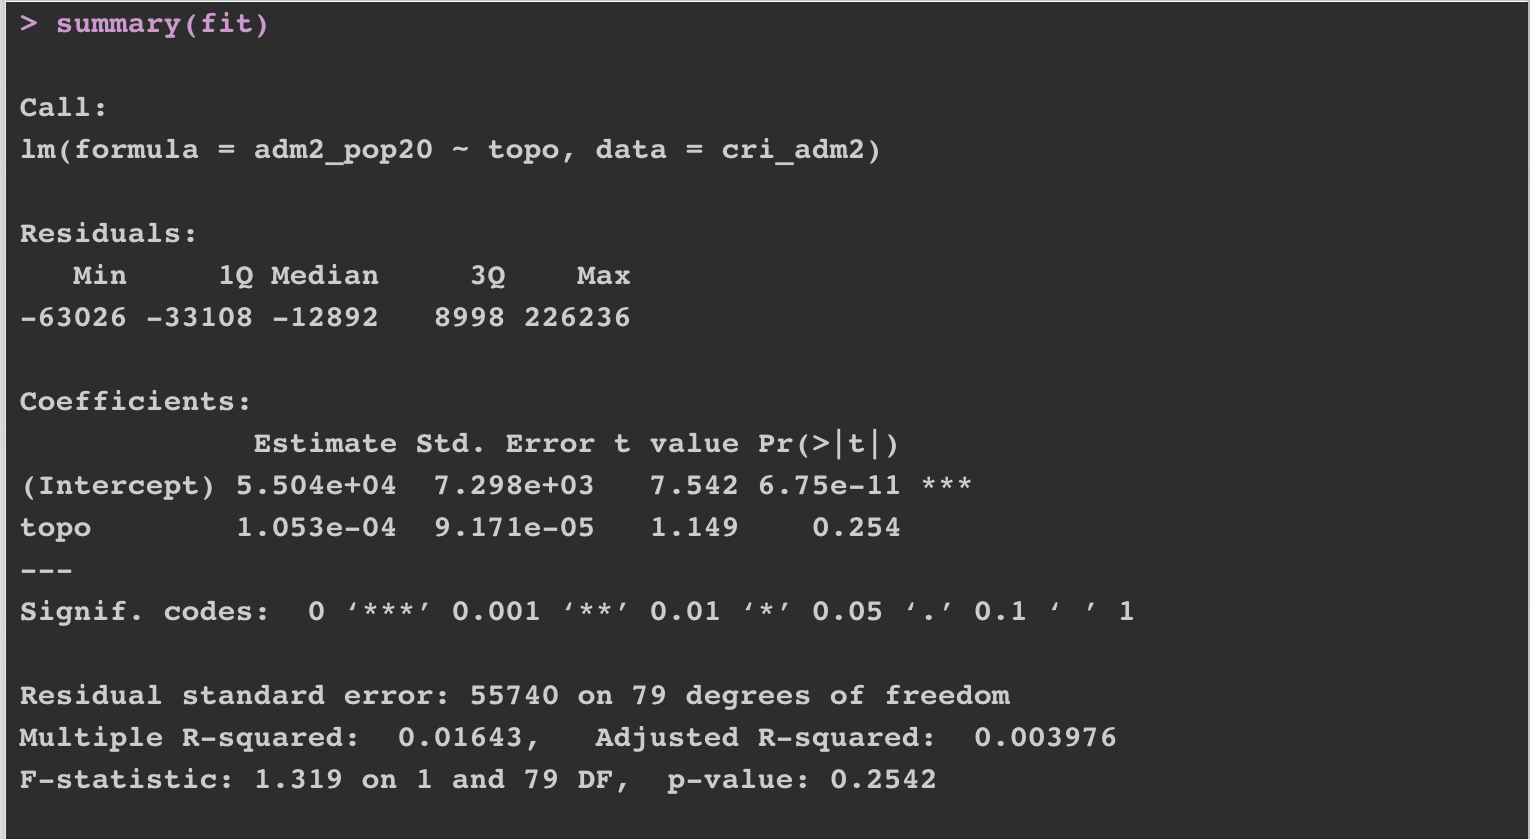 > summary(fit)
Call:
lm(formula = adm2_pop20 ~ topo, data = cri_adm2)
Residuals:
   Min     1Q Median     3Q    Max
-63026 -33108 -12892   8998 226236
Coefficients:
             Estimate Std. Error t value Pr(>|t|)
(Intercept) 5.504e+04  7.298e+03   7.542 6.75e-11 ***
topo        1.053e-04  9.171e-05   1.149    0.254
---
Signif. codes:  0 ‘***’ 0.001 ‘**’ 0.01 ‘*’ 0.05 ‘.’ 0.1 ‘ ’ 1
Residual standard error: 55740 on 79 degrees of freedom
Multiple R-squared:  0.01643,   Adjusted R-squared:  0.003976
F-statistic: 1.319 on 1 and 79 DF,  p-value: 0.2542